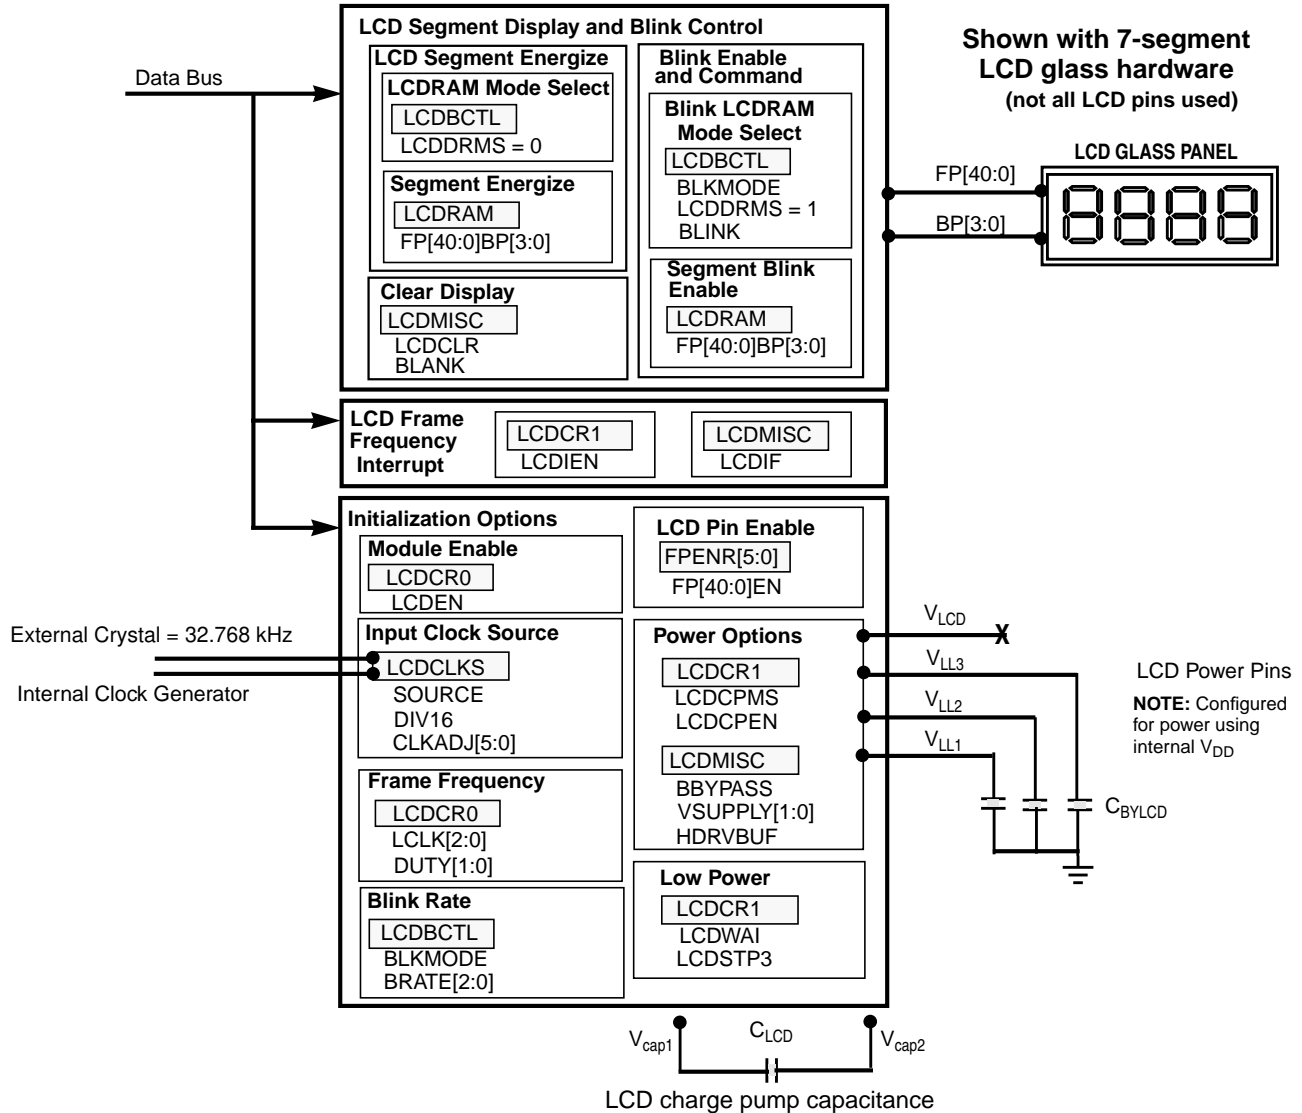 LCD Segment Display and Blink Control
LCD Segment Energize
LCDRAM Mode Select
LCDBCTL
LCDDRMS = 0
Segment Energize
LCDRAM
FP[40:0]BP[3:0]
Clear Display
LCDMISC
LCDCLR
BLANK
Blink Enable
and Command
Blink LCDRAM
Mode Select
LCDBCTL
BLKMODE
LCDDRMS = 1
BLINK
Segment Blink
Enable
LCDRAM
FP[40:0]BP[3:0]
Shown with 7-segment
LCD glass hardware
(not all LCD pins used)
LCD GLASS PANEL
FP[40:0]
BP[3:0]
Data Bus
LCD Frame
Frequency
Interrupt
LCDCR1
LCDIEN
LCDMISC
LCDIF
Initialization Options
Module Enable
LCDCR0
LCDEN
Input Clock Source
LCDCLKS
SOURCE
DIV16
CLKADJ[5:0]
External Crystal = 32.768 kHz
Internal Clock Generator
Frame Frequency
LCDCR0
LCLK[2:0]
DUTY[1:0]
Blink Rate
LCDBCTL
BLKMODE
BRATE[2:0]
LCD Pin Enable
FPENR[5:0]
FP[40:0]EN
Power Options
LCDCR1
LCDCPMS
LCDCPEN
LCDMISC
BBYPASS
VSUPPLY[1:0]
HDRVBUF
Low Power
LCDCR1
LCDWAI
LCDSTP3
VLCD
X
VLL3
VLL2
VLL1
LCD Power Pins
NOTE: Configured
for power using
internal VDD
CBYLCD
Vcap1
CLCD
Vcap2
LCD charge pump capacitance